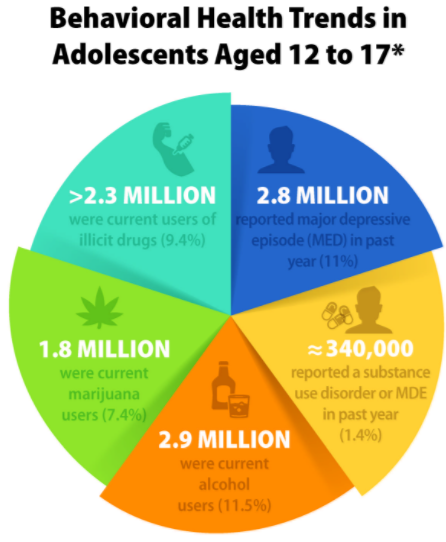 Behavioral Health Trends in
Adolescents Aged 12 to 17*
>2.3 MILLION
were current users of
illicit drugs (9.4%)
2.8 MILLION
reported major depressive
episode (MED) in past
year (11%)
1.8 MILLION
were current
marijuana
users (7.4%)
≈340,000
reported a substance
use disorder or MDE
in past year
(1.4%)
2.9 MILLION
were current
alcohol
users (11.5%)